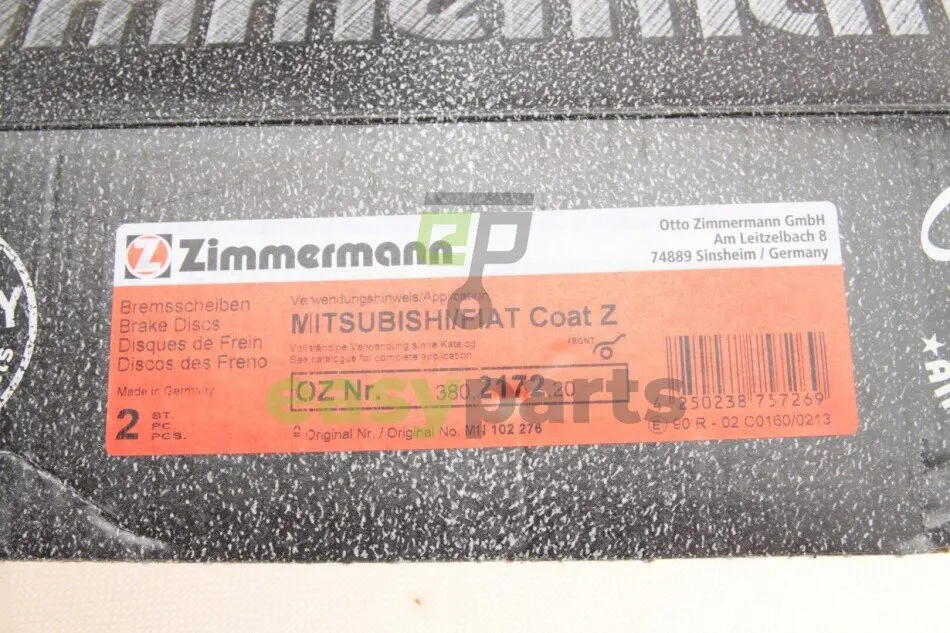 Zimmermann
Otto Zimmermann GmbH
Am Leitzelbach 8
74889 Sinsheim / Germany
Bremsscheiben
Brake Discs
Disques de Frein
Discos des Freno
Made in Germany
2 ST.
PC.
PCS.
Verwendungshinweis/Application
MITSUBISHI/FIAT Coat Z
Vollständige Verwendung siehe Katalog
See catalogue for complete application
FRONT
OZ Nr. 380.2172.20
# Original Nr. / Original No. MN 102 276
250238 757269
E 90 R - 02 C0160/0213
ep
easyparts